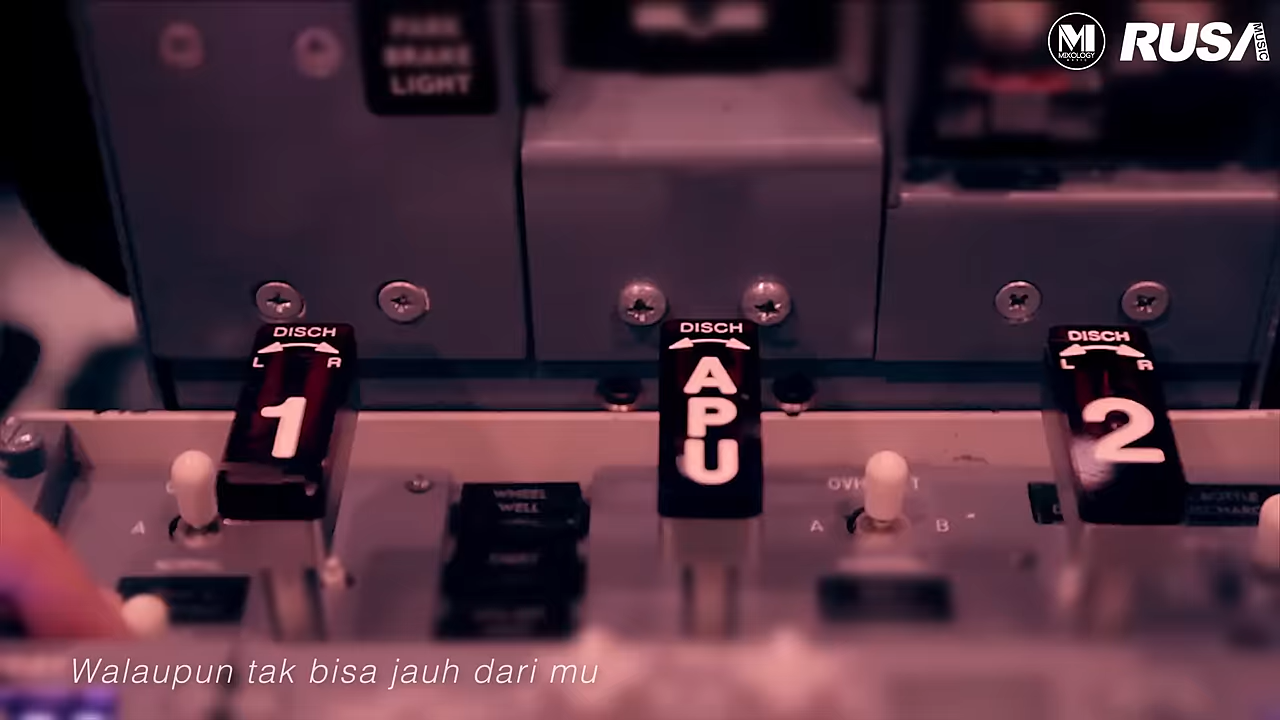 PARK
BRAKE
LIGHT
M
MIXOLOGY
MUSIC
RUSA
MUSIC
DISCH
L R
1
DISCH
APU
DISCH
L R
2
WHEEL
WELL
A
A
B
Walaupun tak bisa jauh dari mu